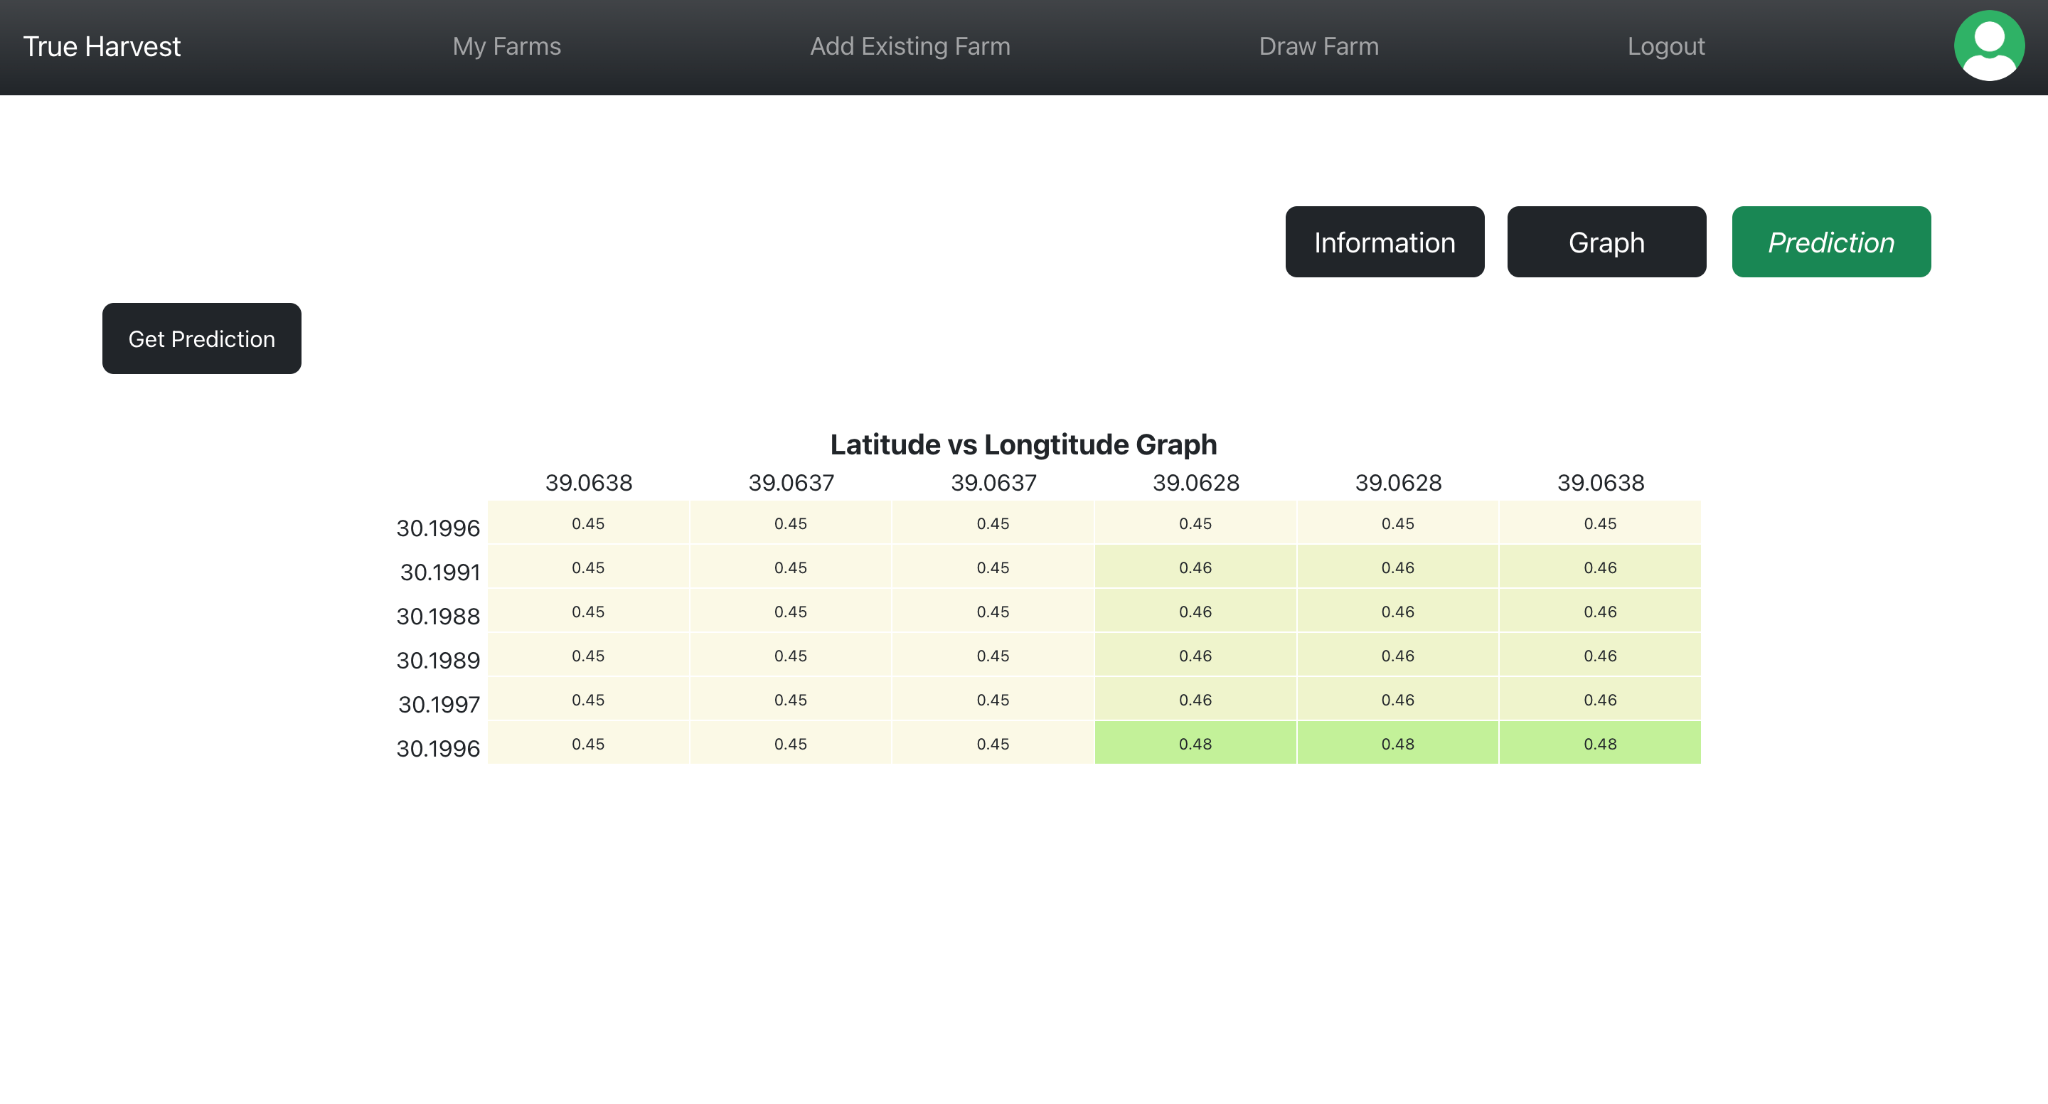 True Harvest My Farms Add Existing Farm Draw Farm Logout
Information Graph Prediction
Get Prediction
Latitude vs Longtitude Graph
39.0638 39.0637 39.0637 39.0628 39.0628 39.0638
30.1996 0.45 0.45 0.45 0.45 0.45 0.45
30.1991 0.45 0.45 0.45 0.46 0.46 0.46
30.1988 0.45 0.45 0.45 0.46 0.46 0.46
30.1989 0.45 0.45 0.45 0.46 0.46 0.46
30.1997 0.45 0.45 0.45 0.46 0.46 0.46
30.1996 0.45 0.45 0.45 0.48 0.48 0.48